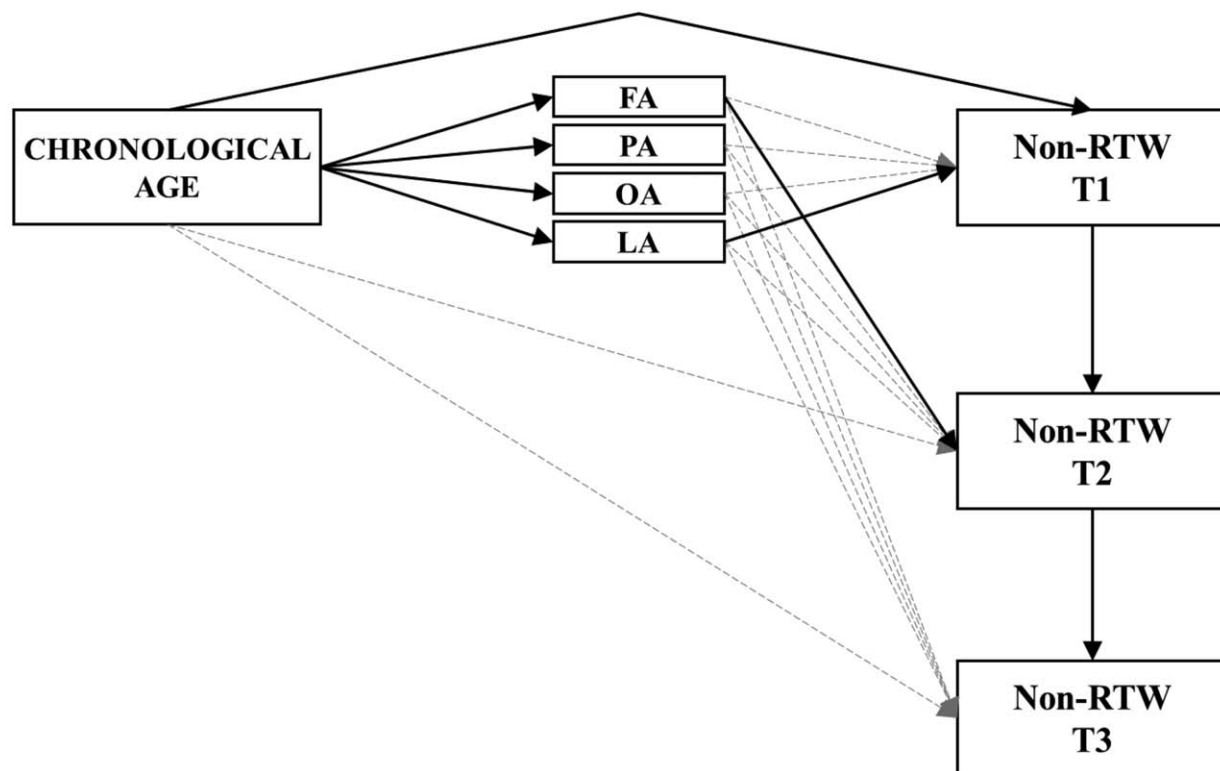 CHRONOLOGICAL
AGE
FA
PA
OA
LA
Non-RTW
T1
Non-RTW
T2
Non-RTW
T3